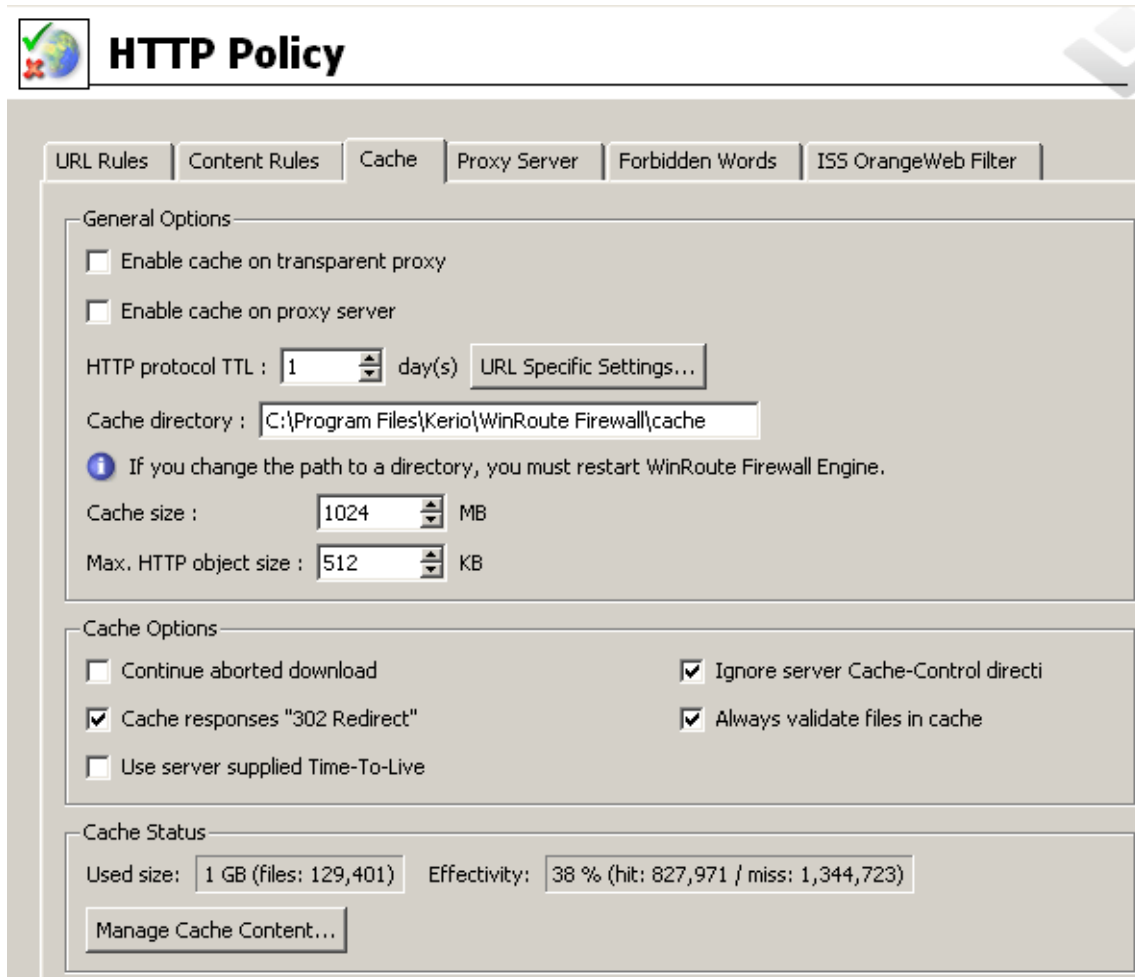 HTTP Policy
URL Rules Content Rules Cache Proxy Server Forbidden Words ISS OrangeWeb Filter
General Options
Enable cache on transparent proxy
Enable cache on proxy server
HTTP protocol TTL : 1 day(s) URL Specific Settings...
Cache directory : C:\Program Files\Kerio\WinRoute Firewall\cache
If you change the path to a directory, you must restart WinRoute Firewall Engine.
Cache size : 1024 MB
Max. HTTP object size : 512 KB
Cache Options
Continue aborted download Ignore server Cache-Control directi
Cache responses "302 Redirect" Always validate files in cache
Use server supplied Time-To-Live
Cache Status
Used size: 1 GB (files: 129,401) Effectivity: 38 % (hit: 827,971 / miss: 1,344,723)
Manage Cache Content...